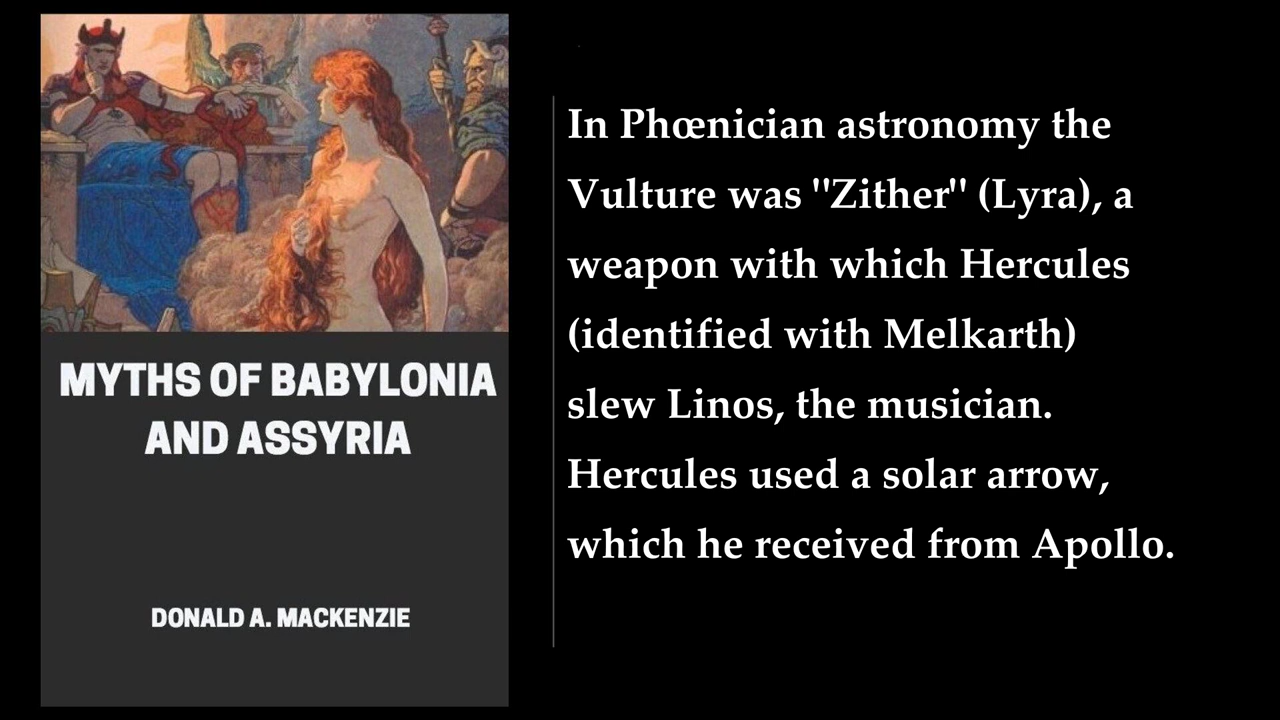 MYTHS OF BABYLONIA
AND ASSYRIA
DONALD A. MACKENZIE
In Phœnician astronomy the
Vulture was "Zither" (Lyra), a
weapon with which Hercules
(identified with Melkarth)
slew Linos, the musician.
Hercules used a solar arrow,
which he received from Apollo.